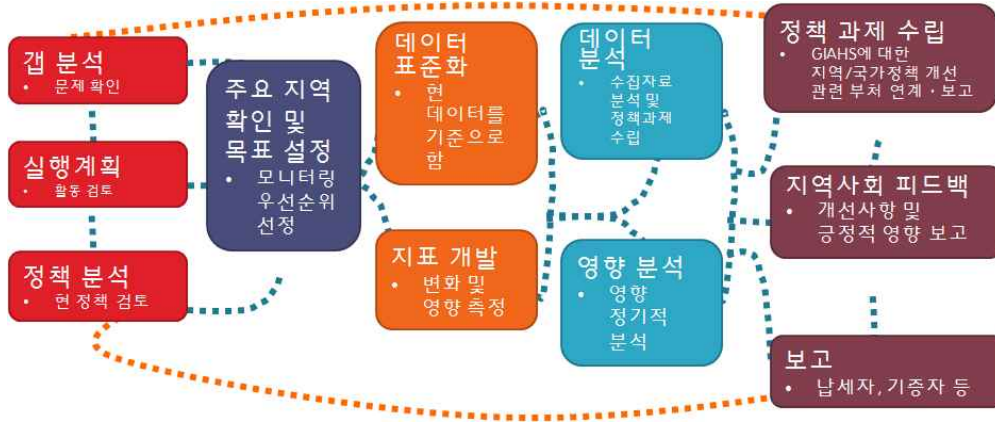 갭 분석
• 문제 확인
실행계획
• 활동 검토
정책 분석
• 현 정책 검토
주요 지역
확인 및
목표 설정
• 모니터링
우선순위
선정
데이터
표준화
• 현
데이터를
기준으로
함
지표 개발
• 변화 및
영향 측정
데이터
분석
• 수집자료
분석 및
정책과제
수립
영향 분석
• 영향
정기적
분석
정책 과제 수립
• GIAHS에 대한
지역/국가정책 개선
관련 부처 연계・보고
지역사회 피드백
• 개선사항 및
긍정적 영향 보고
보고
• 납세자, 기증자 등